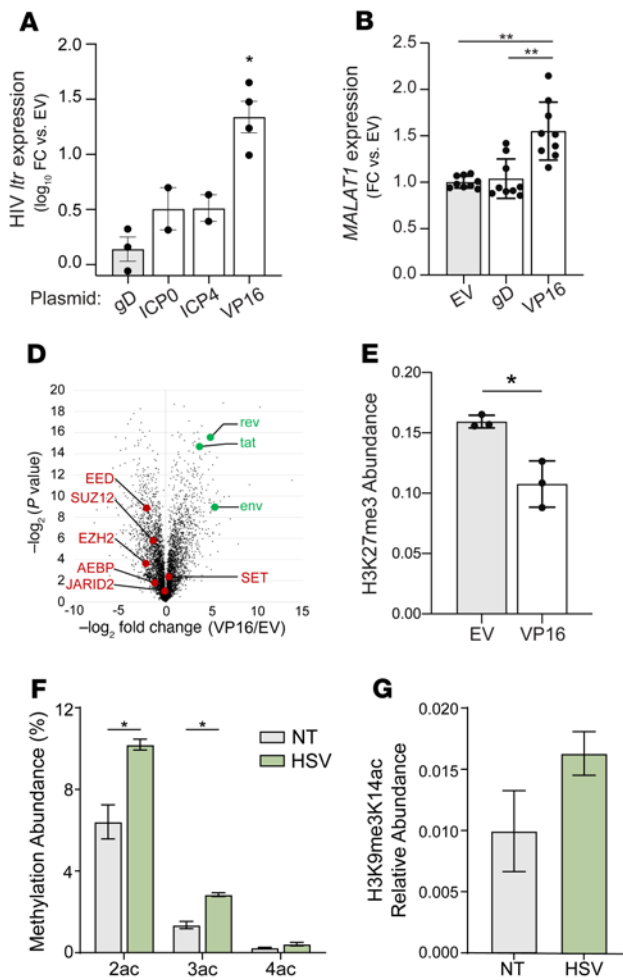 A
HIV ltr expression
(log10 FC vs. EV)
2.0
1.5
1.0
0.5
0.0
*
Plasmid:
gD
ICP0
ICP4
VP16
B
MALAT1 expression
(FC vs. EV)
2.5
2.0
1.5
1.0
0.5
0.0
**
**
EV
gD
VP16
D
–log2 (P value)
20
18
16
14
12
10
8
6
4
2
0
rev
tat
env
EED
SUZ12
EZH2
AEBP
JARID2
SET
-10
-5
0
5
10
15
–log2 fold change (VP16/EV)
E
H3K27me3 Abundance
0.20
0.15
0.10
0.05
0.00
*
EV
VP16
F
Methylation Abundance (%)
12
8
4
0
*
*
NT
HSV
2ac
3ac
4ac
G
H3K9me3K14ac
Relative Abundance
0.020
0.015
0.010
0.005
0.000
NT
HSV